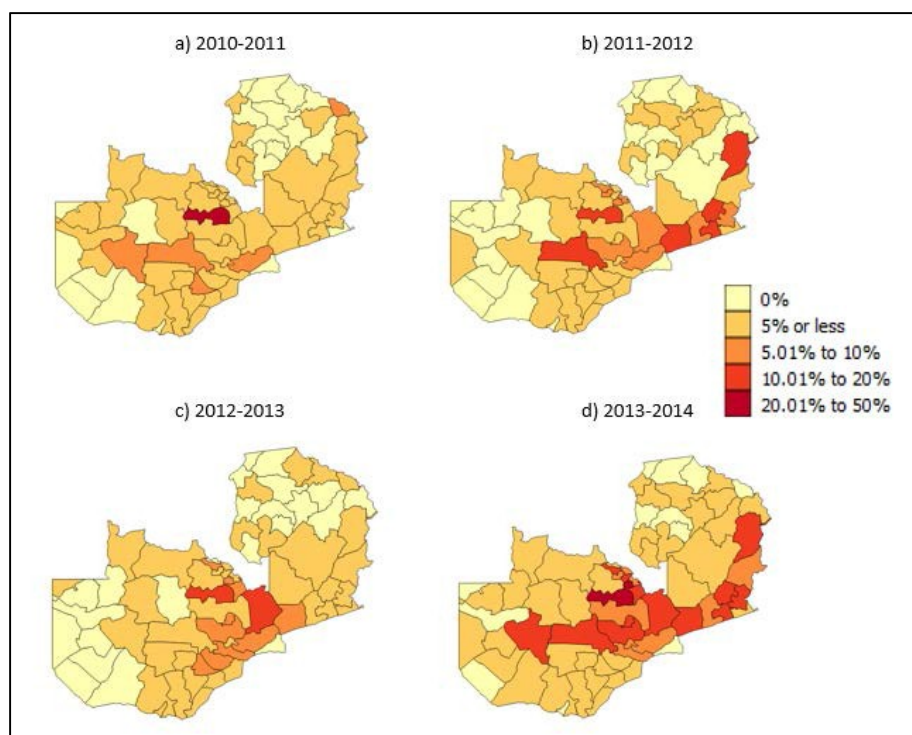 a) 2010-2011
b) 2011-2012
0%
5% or less
5.01% to 10%
10.01% to 20%
20.01% to 50%
c) 2012-2013
d) 2013-2014